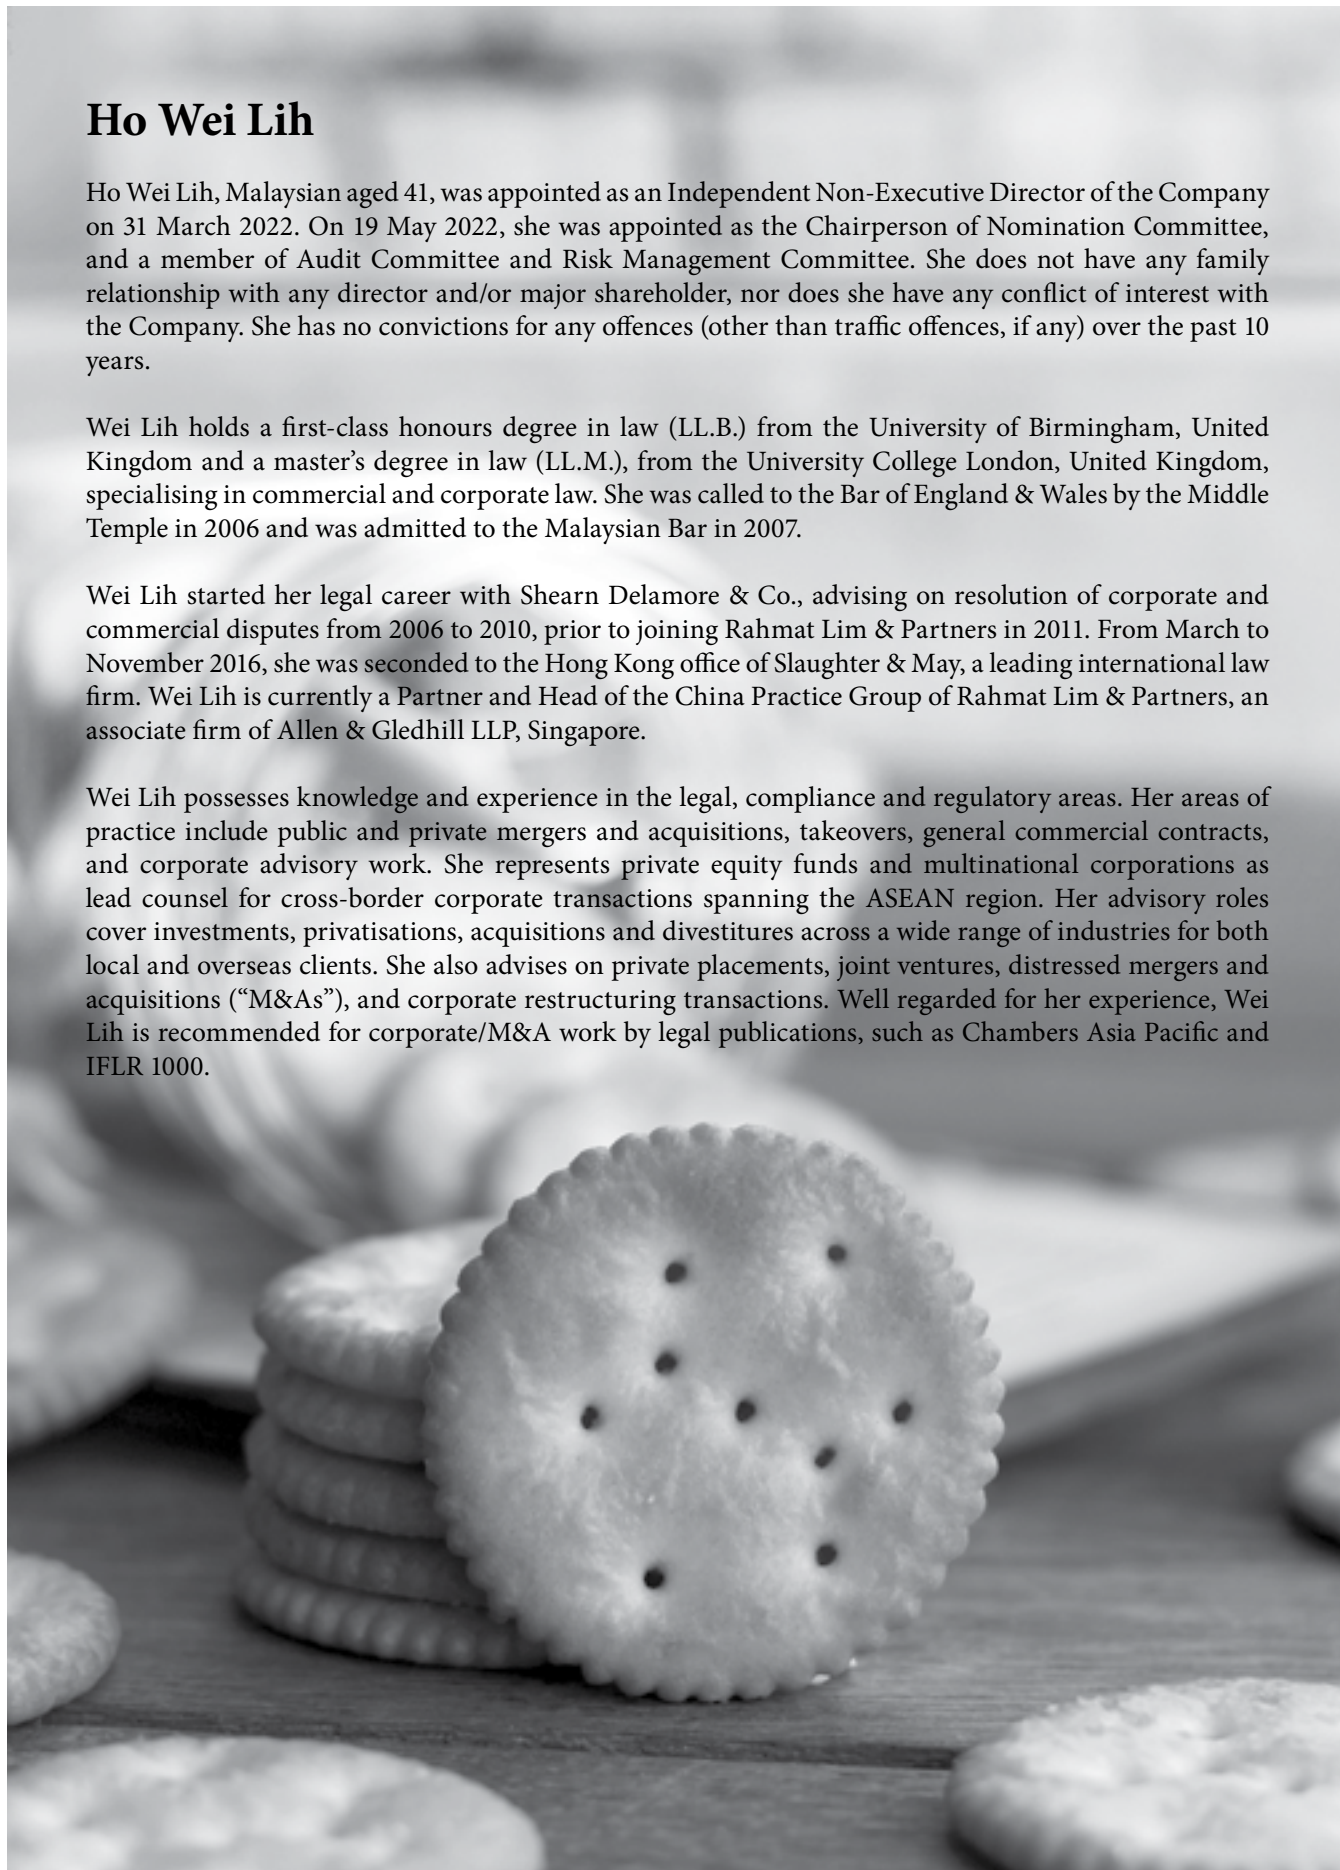 Ho Wei Lih
Ho Wei Lih, Malaysian aged 41, was appointed as an Independent Non-Executive Director of the Company
on 31 March 2022. On 19 May 2022, she was appointed as the Chairperson of Nomination Committee,
and a member of Audit Committee and Risk Management Committee. She does not have any family
relationship with any director and/or major shareholder, nor does she have any conflict of interest with
the Company. She has no convictions for any offences (other than traffic offences, if any) over the past 10
years.
Wei Lih holds a first-class honours degree in law (LL.B.) from the University of Birmingham, United
Kingdom and a master’s degree in law (LL.M.), from the University College London, United Kingdom,
specialising in commercial and corporate law. She was called to the Bar of England & Wales by the Middle
Temple in 2006 and was admitted to the Malaysian Bar in 2007.
Wei Lih started her legal career with Shearn Delamore & Co., advising on resolution of corporate and
commercial disputes from 2006 to 2010, prior to joining Rahmat Lim & Partners in 2011. From March to
November 2016, she was seconded to the Hong Kong office of Slaughter & May, a leading international law
firm. Wei Lih is currently a Partner and Head of the China Practice Group of Rahmat Lim & Partners, an
associate firm of Allen & Gledhill LLP, Singapore.
Wei Lih possesses knowledge and experience in the legal, compliance and regulatory areas. Her areas of
practice include public and private mergers and acquisitions, takeovers, general commercial contracts,
and corporate advisory work. She represents private equity funds and multinational corporations as
lead counsel for cross-border corporate transactions spanning the ASEAN region. Her advisory roles
cover investments, privatisations, acquisitions and divestitures across a wide range of industries for both
local and overseas clients. She also advises on private placements, joint ventures, distressed mergers and
acquisitions (“M&As”), and corporate restructuring transactions. Well regarded for her experience, Wei
Lih is recommended for corporate/M&A work by legal publications, such as Chambers Asia Pacific and
IFLR 1000.